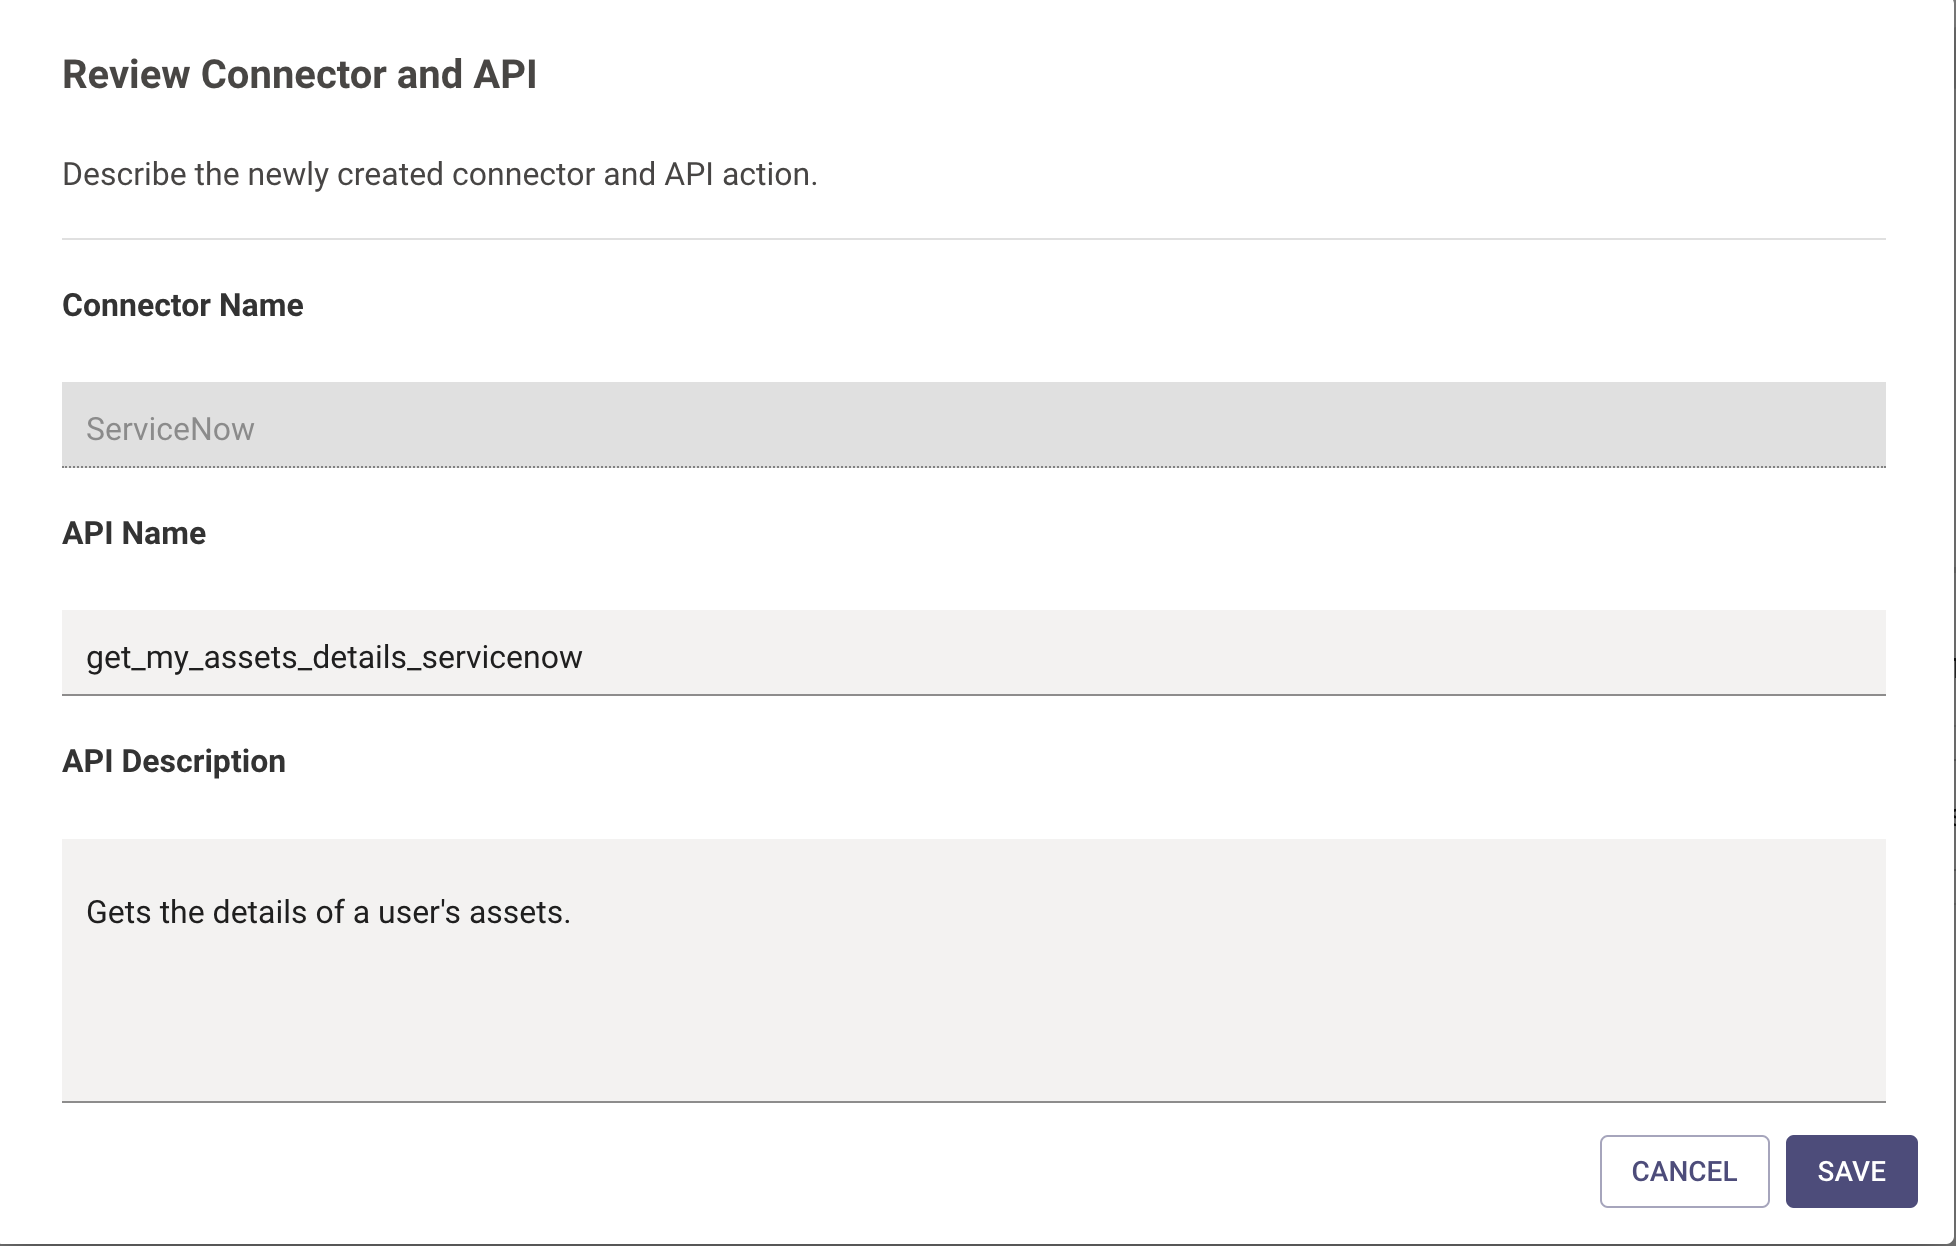 Review Connector and API
Describe the newly created connector and API action.
Connector Name
ServiceNow
API Name
get_my_assets_details_servicenow
API Description
Gets the details of a user's assets.
CANCEL
SAVE